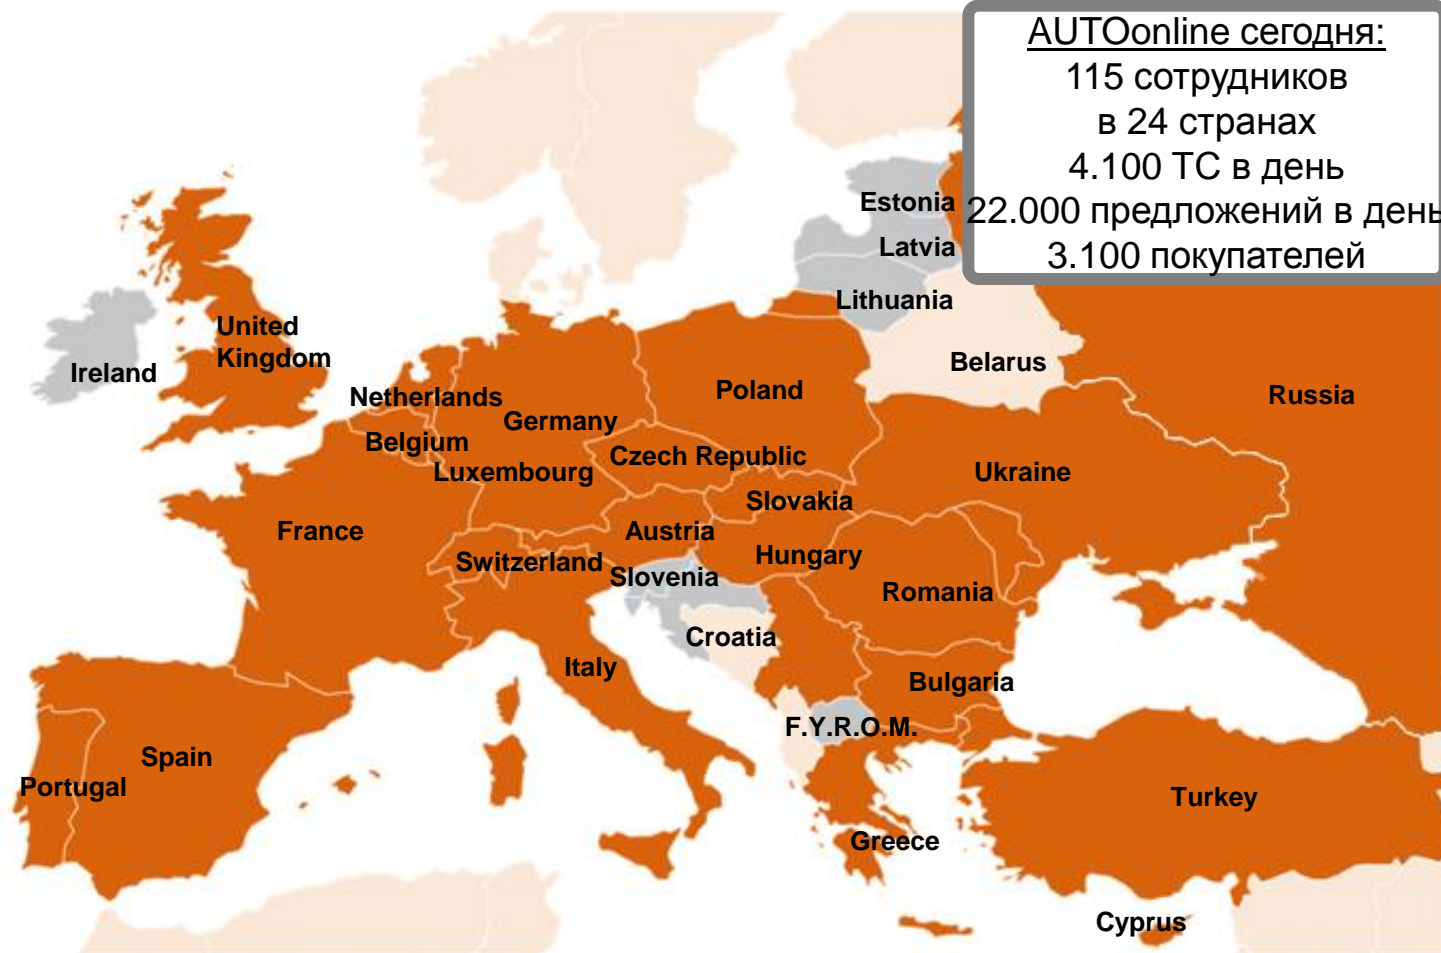 AUTOonline сегодня:
115 сотрудников
в 24 странах
4.100 ТС в день
22.000 предложений в день
3.100 покупателей
Estonia
Latvia
Lithuania
United
Kingdom
Ireland
Belarus
Netherlands
Poland
Russia
Germany
Belgium
Czech Republic
Luxembourg
Ukraine
Slovakia
France
Austria
Switzerland
Hungary
Slovenia
Romania
Croatia
Italy
Bulgaria
F.Y.R.O.M.
Spain
Portugal
Turkey
Greece
Cyprus